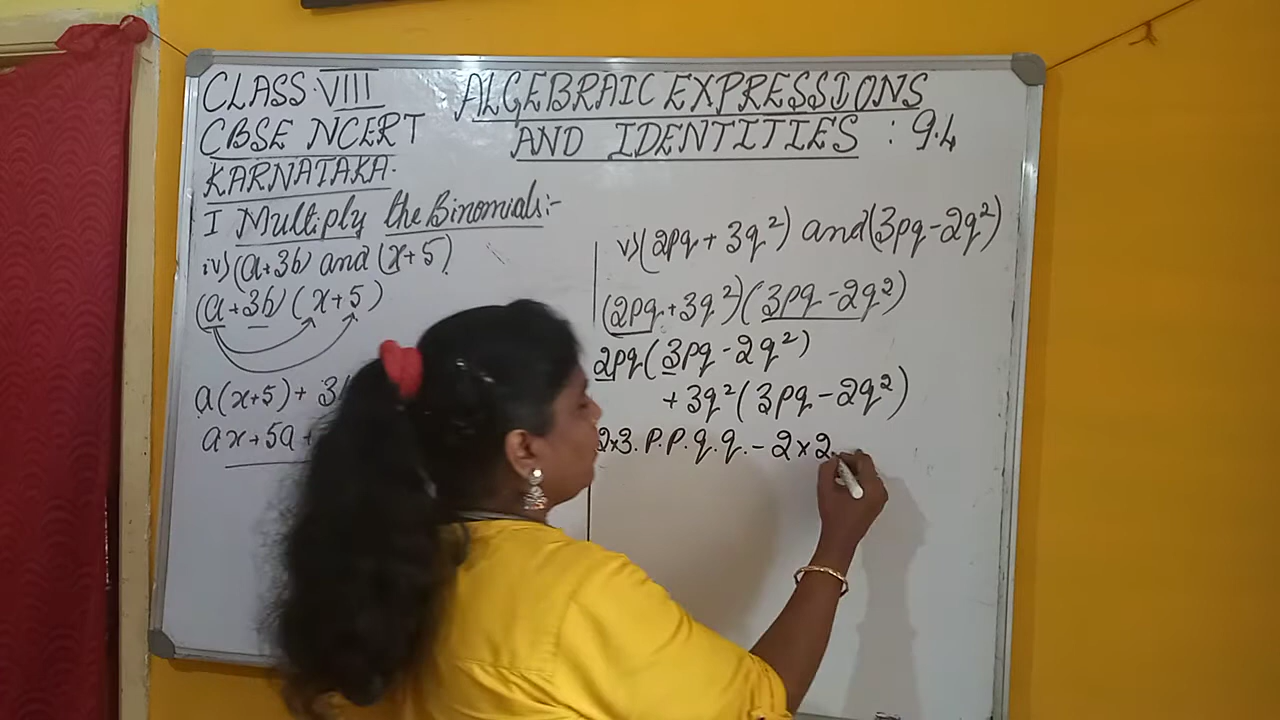 CLASS VIII
CBSE NCERT
KARNATAKA.
ALGEBRAIC EXPRESSIONS
AND IDENTITIES : 9.4
I Multiply the Binomials:-
iv) (a+3b) and (x+5)
(a+3b) (x+5)
a(x+5) + 3
ax+5a+
v) (2pq + 3q²) and (3pq-2q²)
(2pq+3q²)(3pq-2q²)
2pq(3pq-2q²)
+3q²(3pq-2q²)
2×3.P.P.q.q.-2×2.